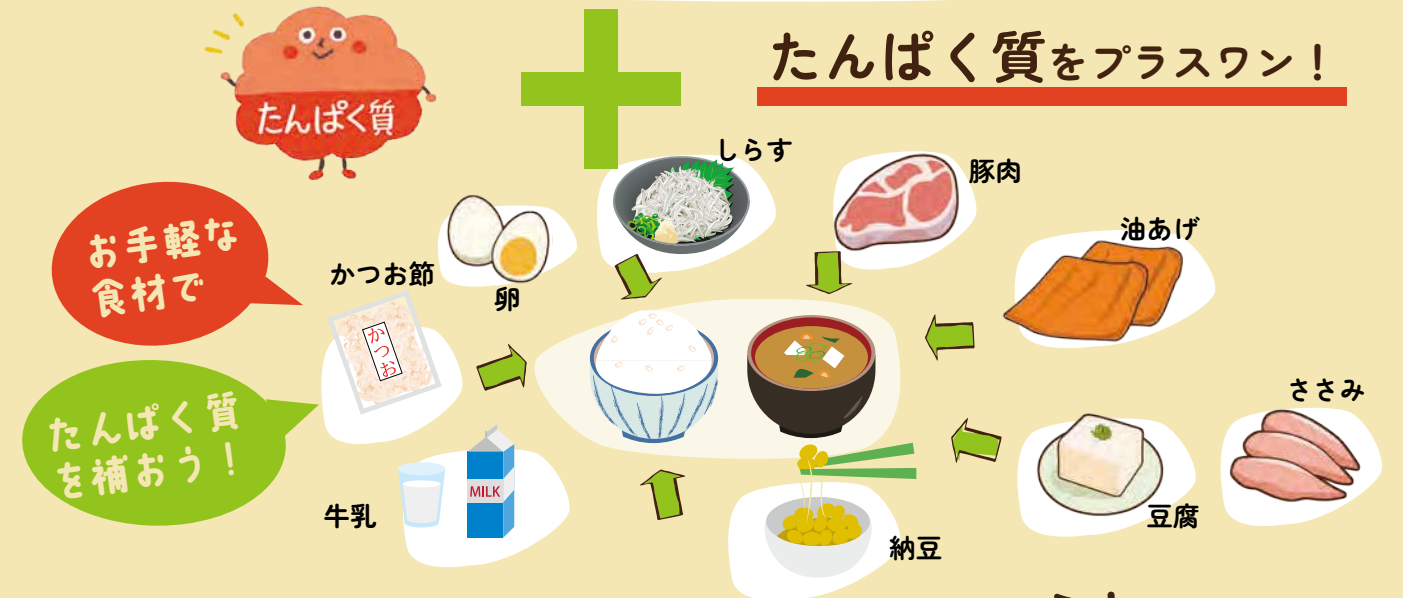 たんぱく質
たんぱく質をプラスワン！
お手軽な
食材で
たんぱく質
を補おう！
かつお節
かつお
卵
しらす
豚肉
油あげ
ささみ
豆腐
納豆
牛乳
MILK